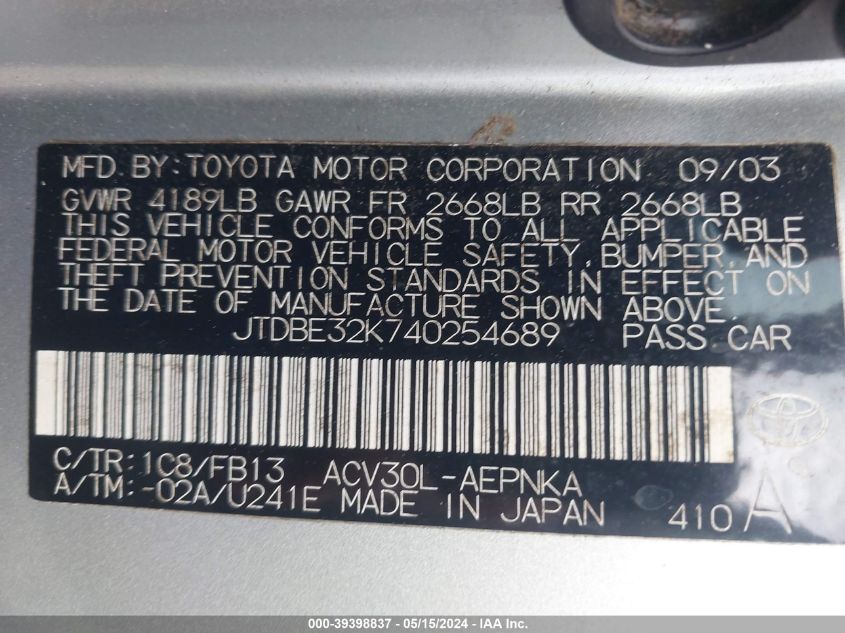 MFD.BY:TOYOTA MOTOR CORPORATION 09/03
GVWR 4189LB GAWR FR 2668LB RR 2668LB
THIS VEHICLE CONFORMS TO ALL APPLICABLE
FEDERAL MOTOR VEHICLE SAFETY,BUMPER,AND
THEFT PREVENTION STANDARDS IN EFFECT ON
THE DATE OF MANUFACTURE SHOWN ABOVE.
JTDBE32K740254689 PASS.CAR
C/TR:1C8/FB13 ACV30L-AEPNKA
A/TM:-02A/U241E MADE IN JAPAN 410 A
000-39398837 - 05/15/2024 - IAA Inc.